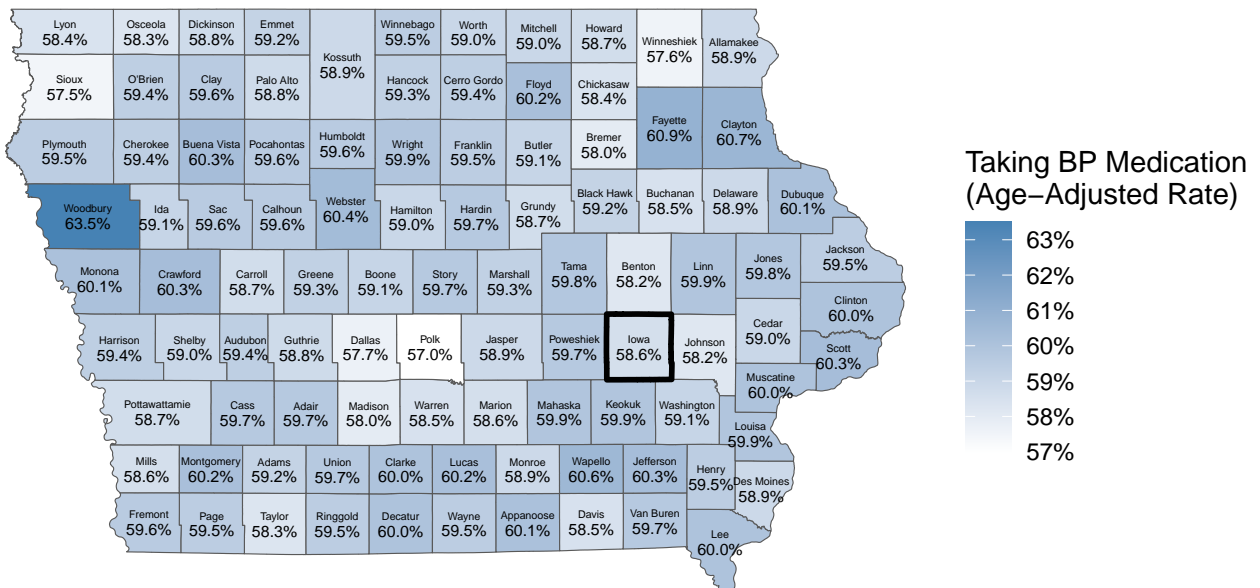 Lyon
58.4%
Osceola
58.3%
Dickinson
58.8%
Emmet
59.2%
Kossuth
58.9%
Winnebago
59.5%
Worth
59.0%
Mitchell
59.0%
Howard
58.7%
Winneshiek
57.6%
Allamakee
58.9%
Sioux
57.5%
O'Brien
59.4%
Clay
59.6%
Palo Alto
58.8%
Hancock
59.3%
Cerro Gordo
59.4%
Floyd
60.2%
Chickasaw
58.4%
Plymouth
59.5%
Cherokee
59.4%
Buena Vista
60.3%
Pocahontas
59.6%
Humboldt
59.6%
Wright
59.9%
Franklin
59.5%
Butler
59.1%
Bremer
58.0%
Fayette
60.9%
Clayton
60.7%
Woodbury
63.5%
Ida
59.1%
Sac
59.6%
Calhoun
59.6%
Webster
60.4%
Hamilton
59.0%
Hardin
59.7%
Grundy
58.7%
Black Hawk
59.2%
Buchanan
58.5%
Delaware
58.9%
Dubuque
60.1%
Monona
60.1%
Crawford
60.3%
Carroll
58.7%
Greene
59.3%
Boone
59.1%
Story
59.7%
Marshall
59.3%
Tama
59.8%
Benton
58.2%
Linn
59.9%
Jones
59.8%
Jackson
59.5%
Clinton
60.0%
Harrison
59.4%
Shelby
59.0%
Audubon
59.4%
Guthrie
58.8%
Dallas
57.7%
Polk
57.0%
Jasper
58.9%
Poweshiek
59.7%
Iowa
58.6%
Johnson
58.2%
Cedar
59.0%
Scott
60.3%
Muscatine
60.0%
Pottawattamie
58.7%
Cass
59.7%
Adair
59.7%
Madison
58.0%
Warren
58.5%
Marion
58.6%
Mahaska
59.9%
Keokuk
59.9%
Washington
59.1%
Louisa
59.9%
Mills
58.6%
Montgomery
60.2%
Adams
59.2%
Union
59.7%
Clarke
60.0%
Lucas
60.2%
Monroe
58.9%
Wapello
60.6%
Jefferson
60.3%
Henry
59.5%
Des Moines
58.9%
Fremont
59.6%
Page
59.5%
Taylor
58.3%
Ringgold
59.5%
Decatur
60.0%
Wayne
59.5%
Appanoose
60.1%
Davis
58.5%
Van Buren
59.7%
Lee
60.0%
Taking BP Medication
(Age−Adjusted Rate)
63%
62%
61%
60%
59%
58%
57%